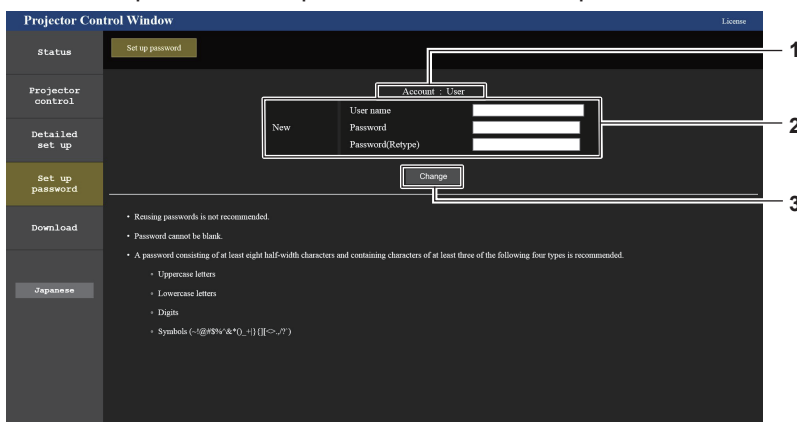 Projector Control Window
License
Status
Set up password
1
Projector
control
Account : User
New
User name
Password
Password(Retype)
2
Detailed
set up
Set up
password
Change
3
Download
• Reusing passwords is not recommended.
• Password cannot be blank.
• A password consisting of at least eight half-width characters and containing characters of at least three of the following four types is recommended.
• Uppercase letters
• Lowercase letters
• Digits
• Symbols (~!@#$%^&*()_+|}{][<>.,/?`)
Japanese